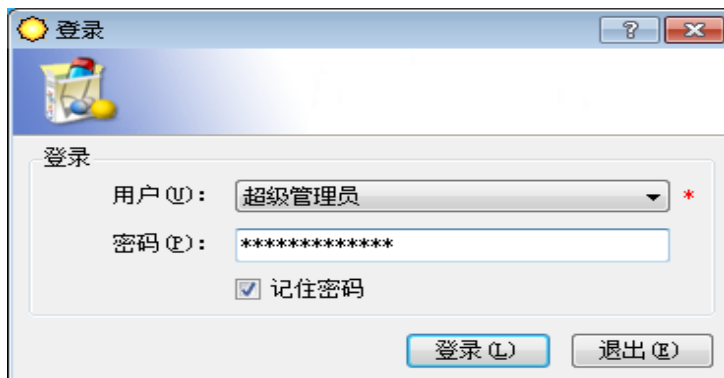 登录
登录
用户(U): 超级管理员 *
密码(P): *************
记住密码
登录(L) 退出(E)